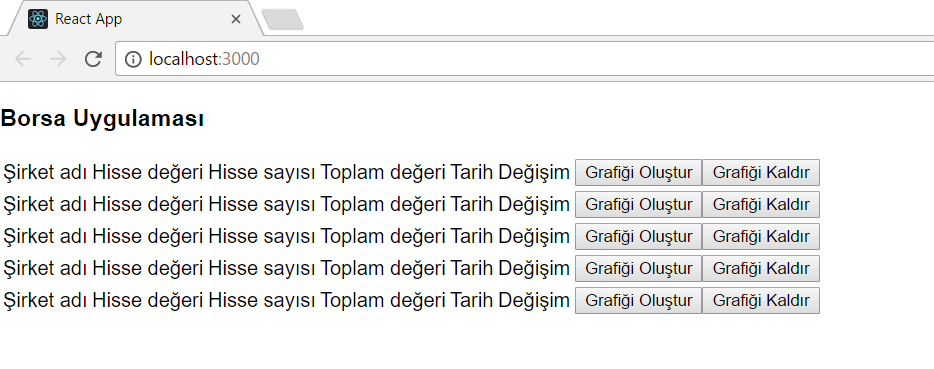 React App
localhost:3000
Borsa Uygulaması
Şirket adı Hisse değeri Hisse sayısı Toplam değeri Tarih Değişim Grafiği Oluştur Grafiği Kaldır
Şirket adı Hisse değeri Hisse sayısı Toplam değeri Tarih Değişim Grafiği Oluştur Grafiği Kaldır
Şirket adı Hisse değeri Hisse sayısı Toplam değeri Tarih Değişim Grafiği Oluştur Grafiği Kaldır
Şirket adı Hisse değeri Hisse sayısı Toplam değeri Tarih Değişim Grafiği Oluştur Grafiği Kaldır
Şirket adı Hisse değeri Hisse sayısı Toplam değeri Tarih Değişim Grafiği Oluştur Grafiği Kaldır